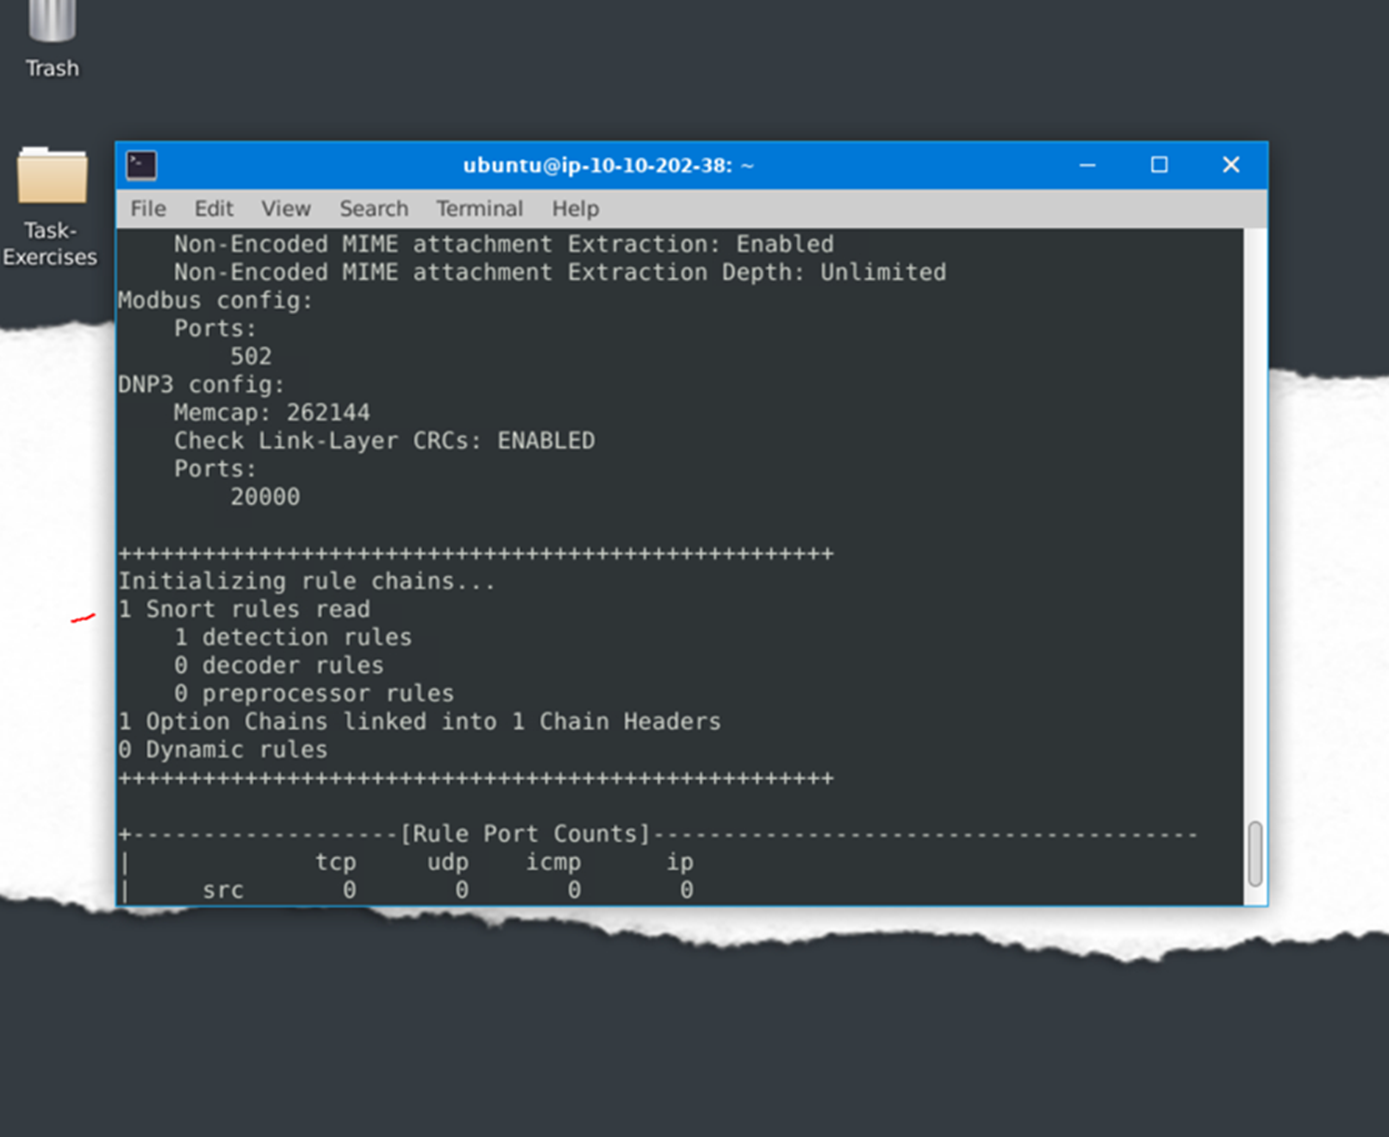 Trash
Task-
Exercises
ubuntu@ip-10-10-202-38: ~
File Edit View Search Terminal Help
Non-Encoded MIME attachment Extraction: Enabled
Non-Encoded MIME attachment Extraction Depth: Unlimited
Modbus config:
Ports:
502
DNP3 config:
Memcap: 262144
Check Link-Layer CRCs: ENABLED
Ports:
20000
+++++++++++++++++++++++++++++++++++++++++++++++++++
Initializing rule chains...
1 Snort rules read
1 detection rules
0 decoder rules
0 preprocessor rules
1 Option Chains linked into 1 Chain Headers
0 Dynamic rules
+++++++++++++++++++++++++++++++++++++++++++++++++++
+-------------------[Rule Port Counts]---------------------------------------
| tcp udp icmp ip
| src 0 0 0 0